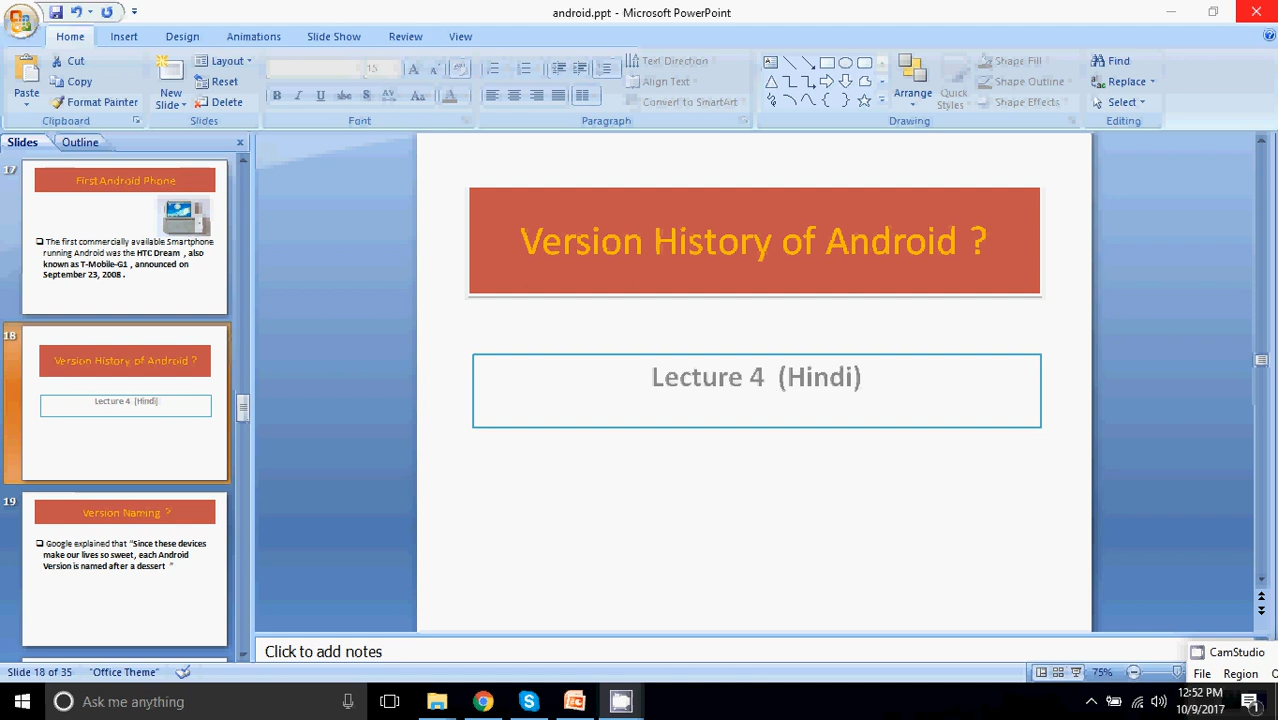 android.ppt - Microsoft PowerPoint
Home Insert Design Animations Slide Show Review View
Paste
Cut
Copy
Format Painter
Clipboard
New Slide
Layout
Reset
Delete
Slides
15
B I U abc S AV Aa A
Font
Text Direction
Align Text
Convert to SmartArt
Paragraph
Arrange
Quick Styles
Shape Fill
Shape Outline
Shape Effects
Drawing
Find
Replace
Select
Editing
Slides Outline
17
First Android Phone
The first commercially available Smartphone
running Android was the HTC Dream , also
known as T-Mobile-G1 , announced on
September 23, 2008 .
18
Version History of Android ?
Lecture 4 (Hindi)
19
Version Naming ?
Google explained that "Since these devices
make our lives so sweet, each Android
Version is named after a dessert "
Version History of Android ?
Lecture 4 (Hindi)
Click to add notes
Slide 18 of 35 "Office Theme" 75%
CamStudio
File Region
Ask me anything
12:52 PM
10/9/2017
1